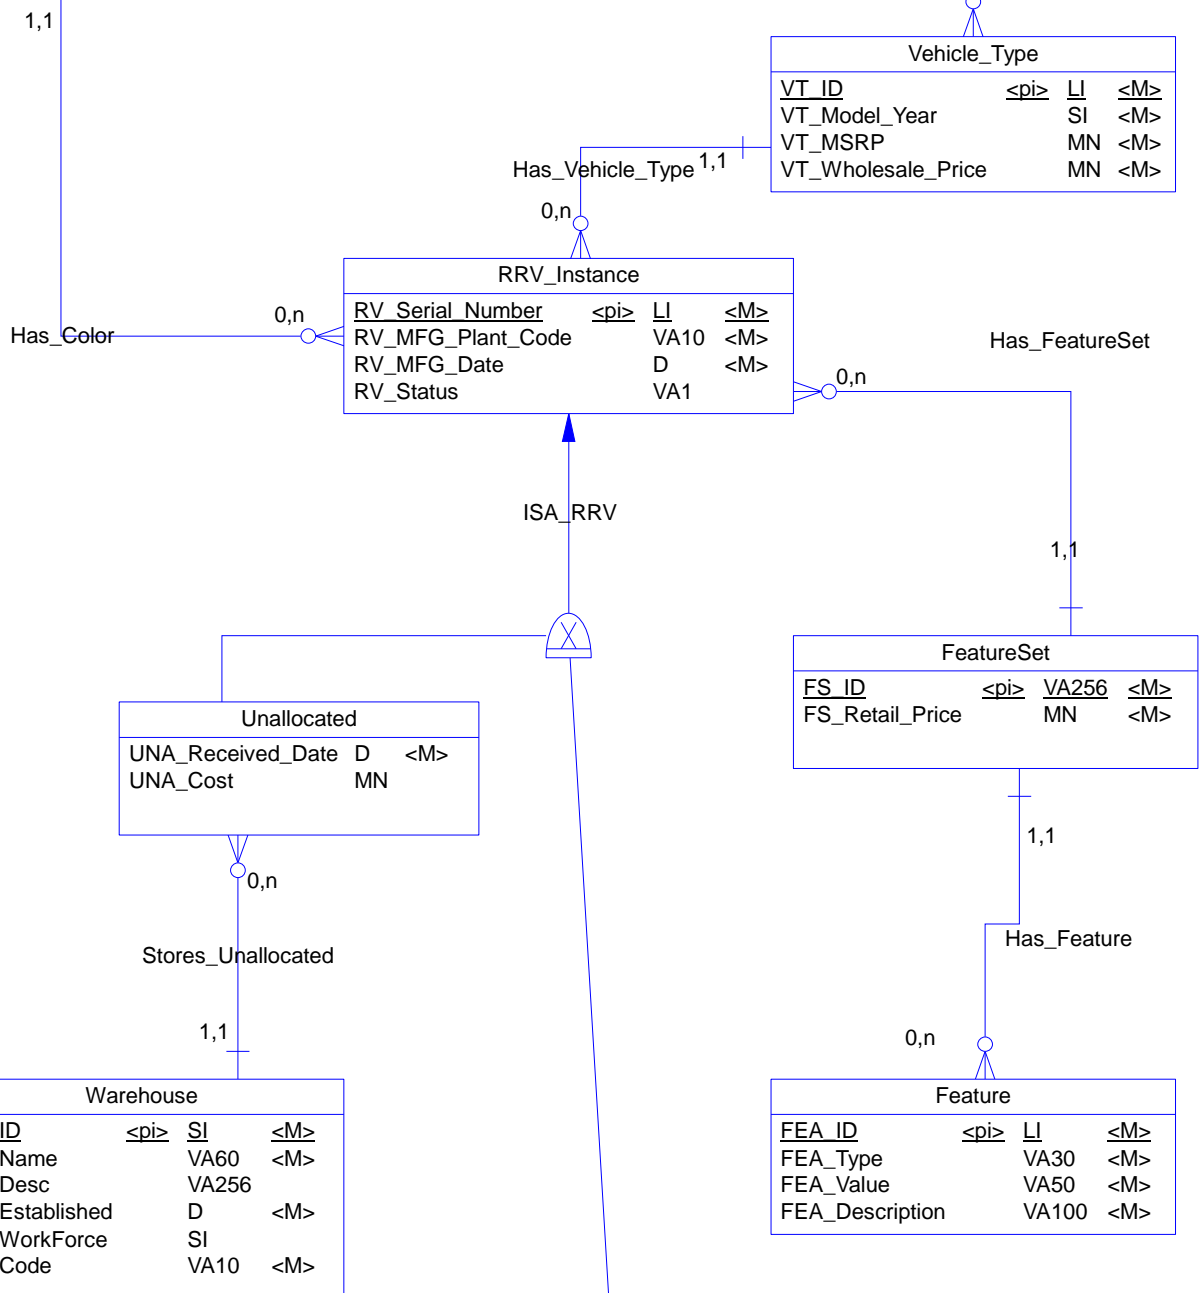 1,1
Vehicle_Type
VT_ID <pi> LI <M>
VT_Model_Year SI <M>
VT_MSRP MN <M>
VT_Wholesale_Price MN <M>
Has_Vehicle_Type 1,1
0,n
RRV_Instance
RV_Serial_Number <pi> LI <M>
RV_MFG_Plant_Code VA10 <M>
RV_MFG_Date D <M>
RV_Status VA1
0,n
Has_Color
Has_FeatureSet
0,n
ISA_RRV
1,1
FeatureSet
FS_ID <pi> VA256 <M>
FS_Retail_Price MN <M>
Unallocated
UNA_Received_Date D <M>
UNA_Cost MN
1,1
0,n
Has_Feature
Stores_Unallocated
1,1
0,n
Warehouse
ID <pi> SI <M>
Name VA60 <M>
Desc VA256
Established D <M>
WorkForce SI
Code VA10 <M>
Feature
FEA_ID <pi> LI <M>
FEA_Type VA30 <M>
FEA_Value VA50 <M>
FEA_Description VA100 <M>